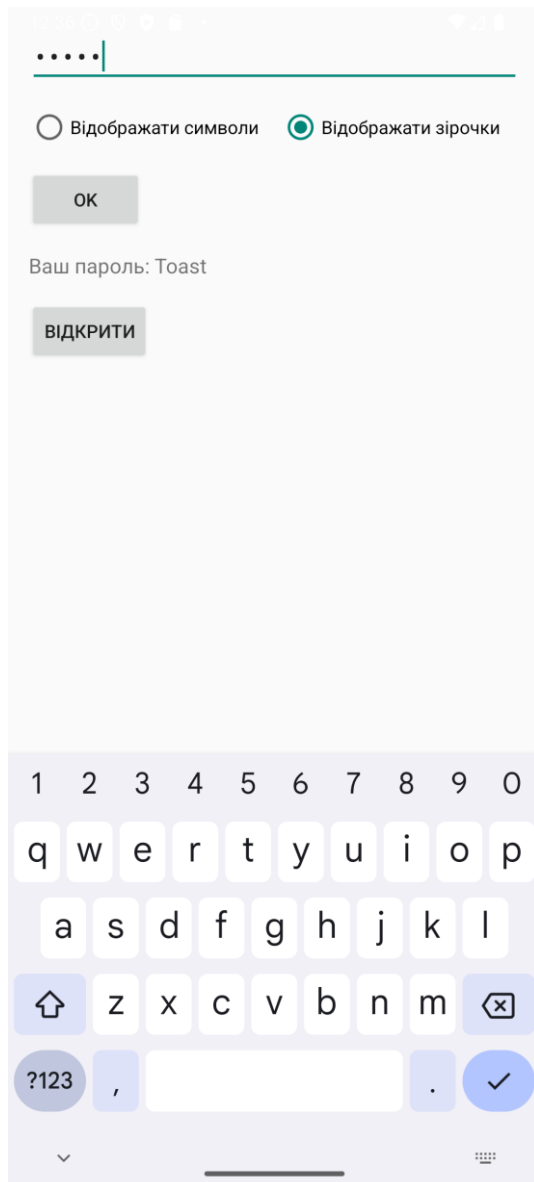 •••••
Відображати символи Відображати зірочки
OK
Ваш пароль: Toast
ВІДКРИТИ
1 2 3 4 5 6 7 8 9 0
q w e r t y u i o p
a s d f g h j k l
z x c v b n m
?123 , .